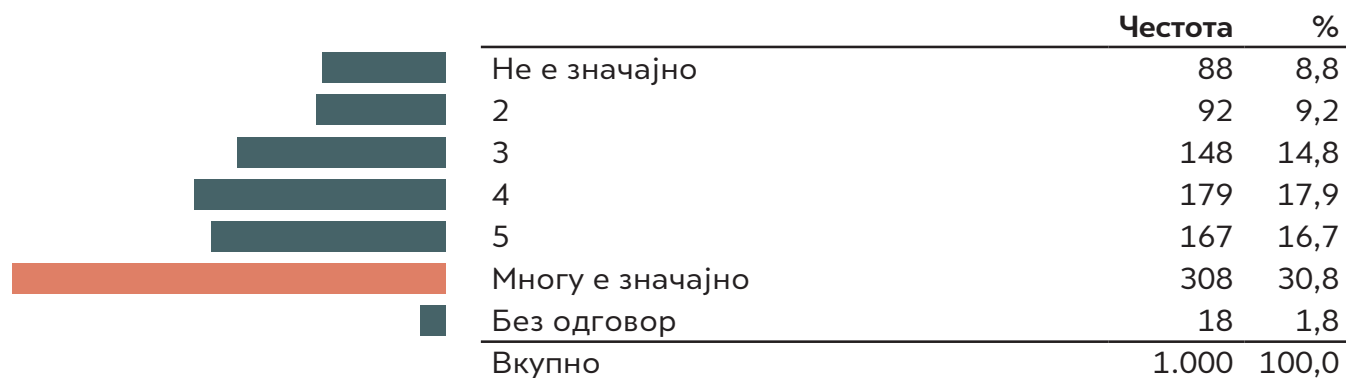 Честота %
Не е значајно 88 8,8
2 92 9,2
3 148 14,8
4 179 17,9
5 167 16,7
Многу е значајно 308 30,8
Без одговор 18 1,8
Вкупно 1.000 100,0